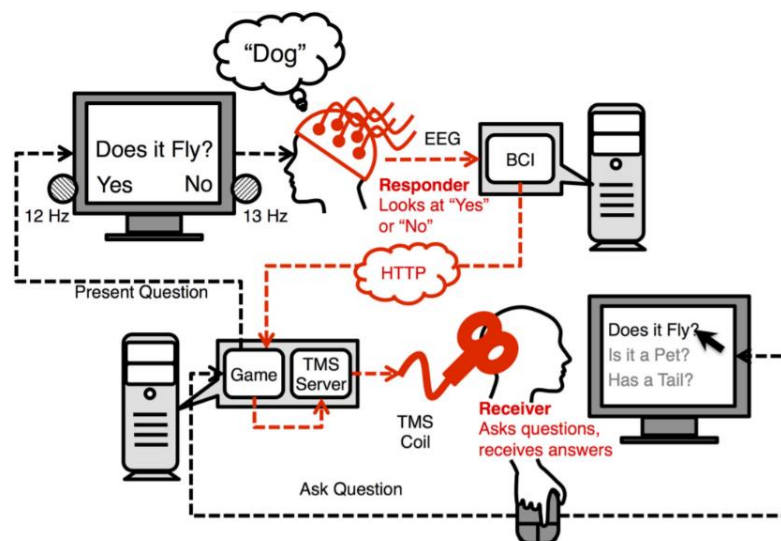 “Dog”
Does it Fly?
Yes No
12 Hz
13 Hz
EEG
BCI
Responder
Looks at “Yes”
or “No”
HTTP
Present Question
Game
TMS
Server
TMS
Coil
Receiver
Asks questions,
receives answers
Does it Fly?
Is it a Pet?
Has a Tail?
Ask Question